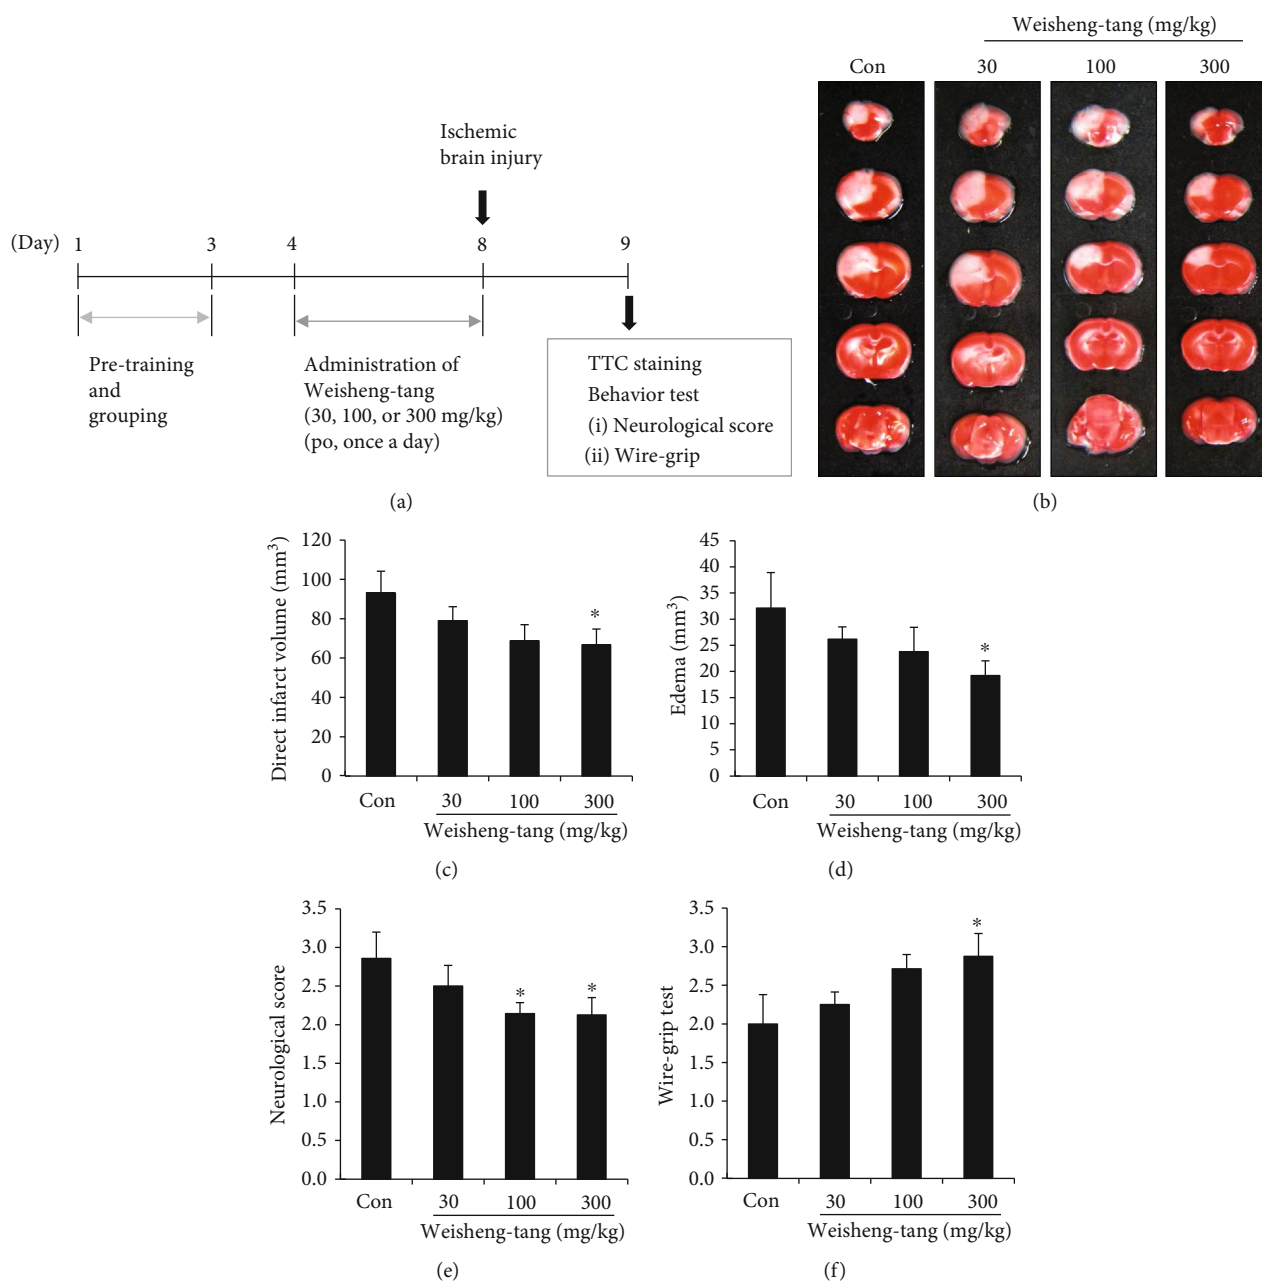 Ischemic
brain injury
(Day) 1 3 4 8 9
Pre-training
and
grouping
Administration of
Weisheng-tang
(30, 100, or 300 mg/kg)
(po, once a day)
TTC staining
Behavior test
(i) Neurological score
(ii) Wire-grip
(a)
Weisheng-tang (mg/kg)
Con 30 100 300
(b)
Direct infarct volume (mm³)
120
100
80
60
40
20
0
*
Con 30 100 300
Weisheng-tang (mg/kg)
(c)
Edema (mm³)
45
40
35
30
25
20
15
10
5
0
*
Con 30 100 300
Weisheng-tang (mg/kg)
(d)
Neurological score
3.5
3.0
2.5
2.0
1.5
1.0
0.5
0.0
* *
Con 30 100 300
Weisheng-tang (mg/kg)
(e)
Wire-grip test
3.5
3.0
2.5
2.0
1.5
1.0
0.5
0.0
*
Con 30 100 300
Weisheng-tang (mg/kg)
(f)